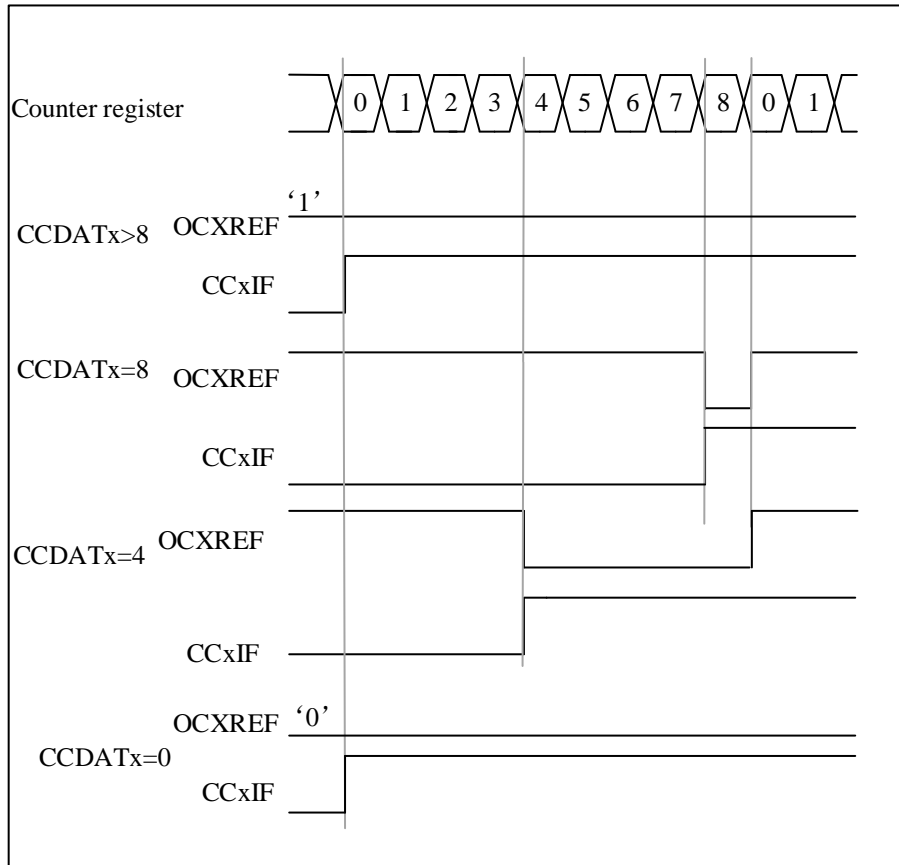 Counter register 0 1 2 3 4 5 6 7 8 0 1
‘1’
CCDATx>8 OCXREF
CCxIF
CCDATx=8 OCXREF
CCxIF
CCDATx=4 OCXREF
CCxIF
OCXREF ‘0’
CCDATx=0
CCxIF